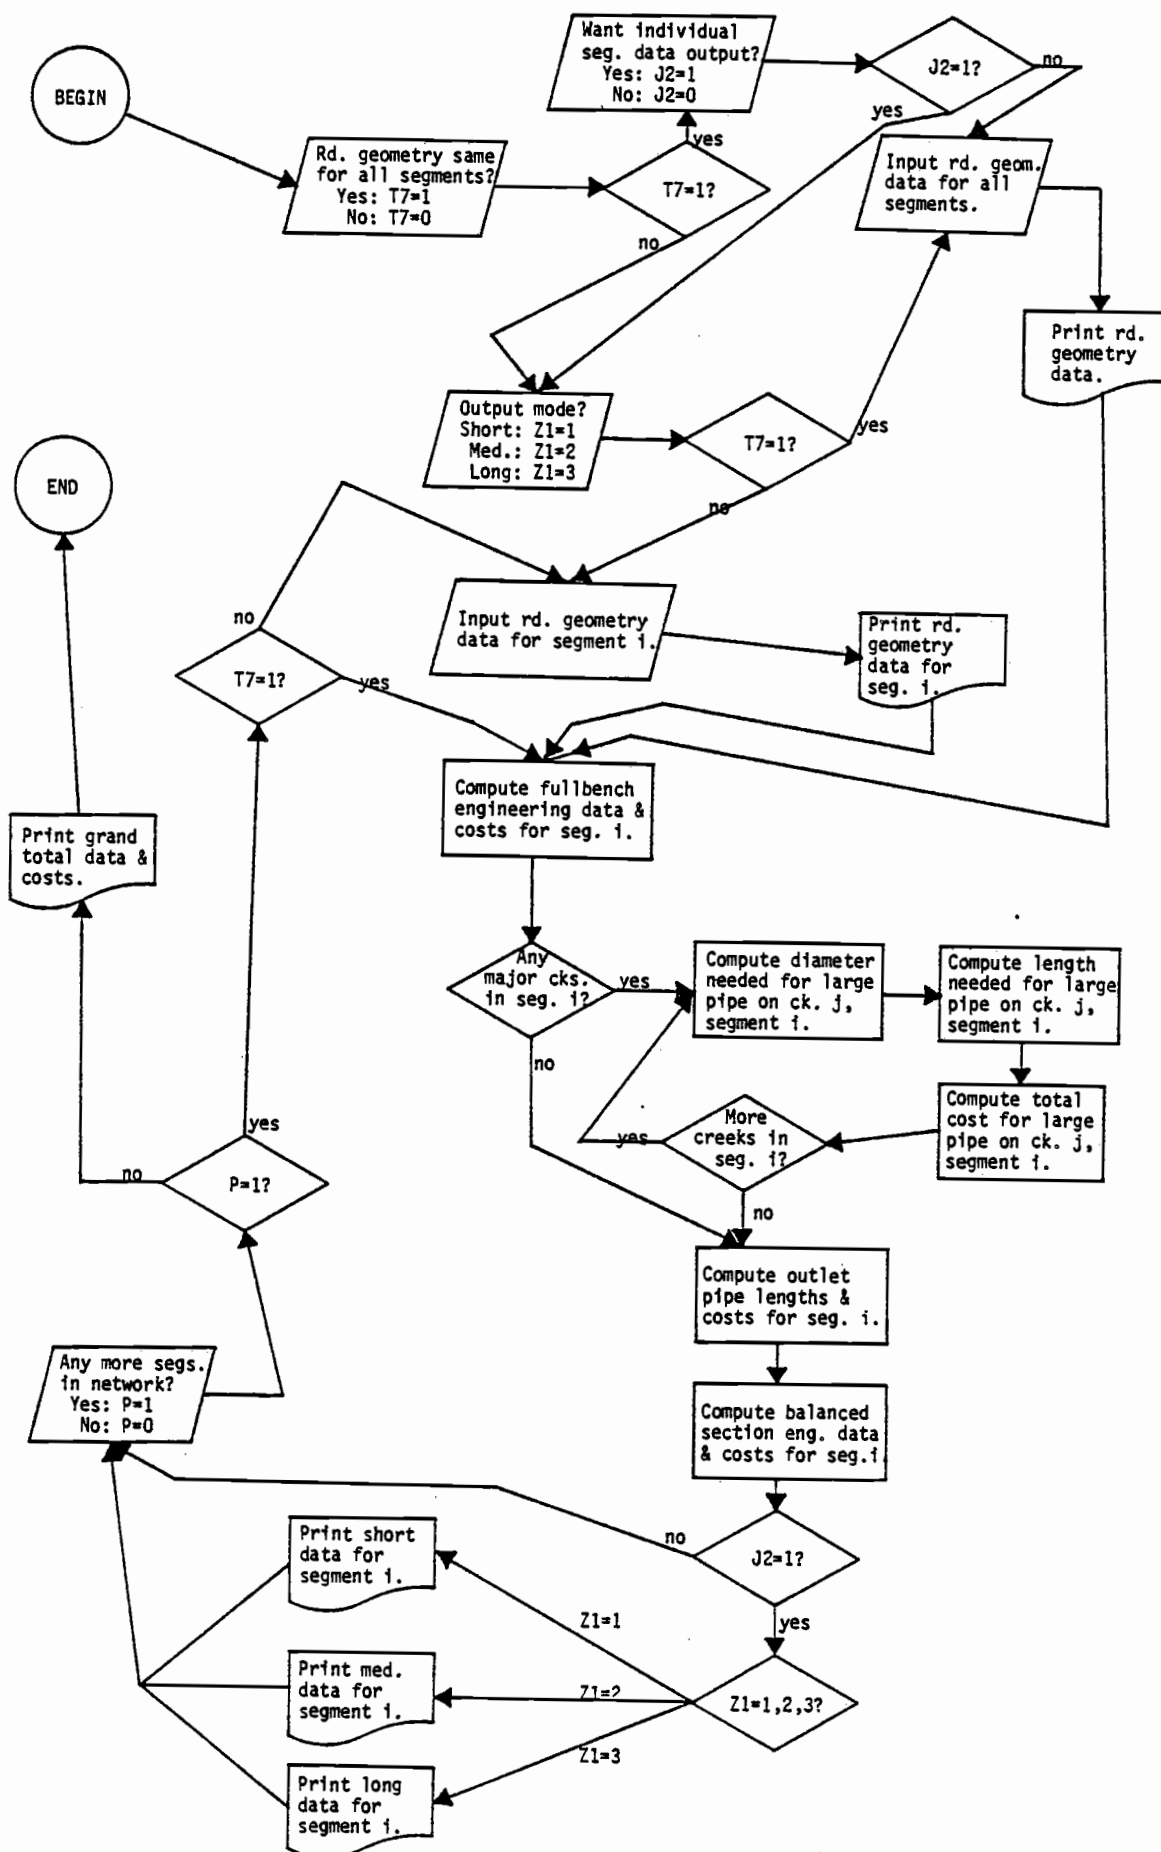 BEGIN
Rd. geometry same
for all segments?
Yes: T7=1
No: T7=0
T7=1?
yes
no
Want individual
seg. data output?
Yes: J2=1
No: J2=0
J2=1?
no
yes
Input rd. geom.
data for all
segments.
Print rd.
geometry
data.
Output mode?
Short: Z1=1
Med.: Z1=2
Long: Z1=3
T7=1?
yes
no
END
no
T7=1?
yes
Input rd. geometry
data for segment i.
Print rd.
geometry
data for
seg. i.
Compute fullbench
engineering data &
costs for seg. i.
Print grand
total data &
costs.
Any
major cks.
in seg. i?
yes
no
Compute diameter
needed for large
pipe on ck. j,
segment i.
Compute length
needed for large
pipe on ck. j,
segment i.
Compute total
cost for large
pipe on ck. j,
segment i.
More
creeks in
seg. i?
yes
no
yes
no
P=1?
Compute outlet
pipe lengths &
costs for seg. i.
Any more segs.
in network?
Yes: P=1
No: P=0
Compute balanced
section eng. data
& costs for seg.i
no
J2=1?
yes
Print short
data for
segment i.
Z1=1
Print med.
data for
segment i.
Z1=2
Z1=1,2,3?
Z1=3
Print long
data for
segment i.